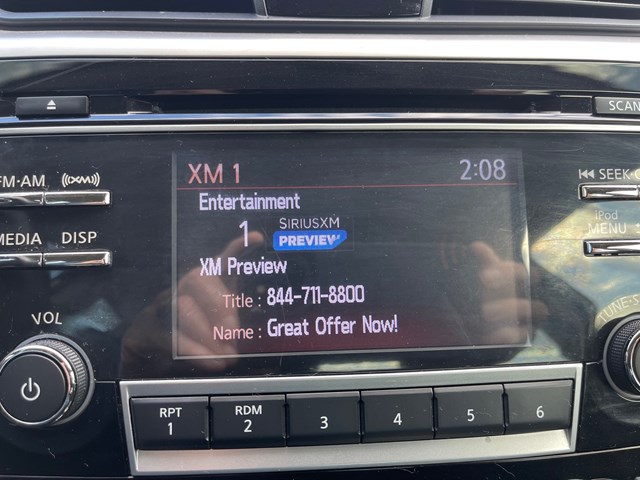 SCAN
FM·AM
XM
MEDIA
DISP
VOL
XM 1
2:08
Entertainment
1
SIRIUSXM
PREVIEW
XM Preview
Title : 844-711-8800
Name : Great Offer Now!
SEEK·
iPod
MENU
TUNE·
RPT
1
RDM
2
3
4
5
6